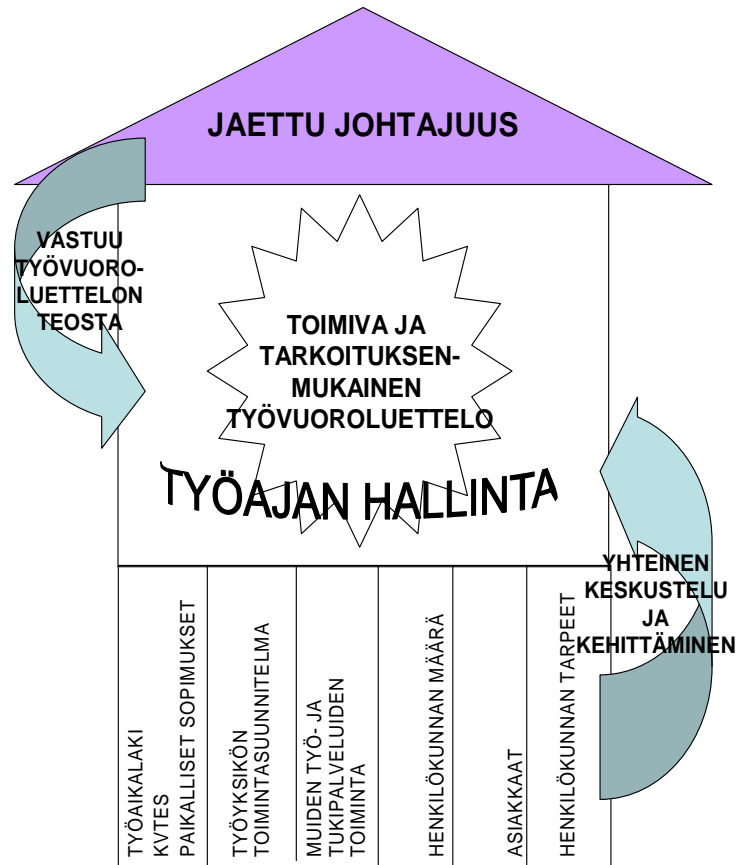 JAETTU JOHTAJUUS
VASTUU
TYÖVUORO-
LUETTELON
TEOSTA
TOIMIVA JA
TARKOITUKSEN-
MUKAINEN
TYÖVUOROLUETTELO
TYÖAJAN HALLINTA
YHTEINEN
KESKUSTELU
JA
KEHITTÄMINEN
TYÖAIKALAKI
KVTES
PAIKALLISET SOPIMUKSET
TYÖYKSIKÖN
TOIMINTASUUNNITELMA
MUIDEN TYÖ- JA
TUKIPALVELUIDEN
TOIMINTA
HENKILÖKUNNAN MÄÄRÄ
ASIAKKAAT
HENKILÖKUNNAN TARPEET